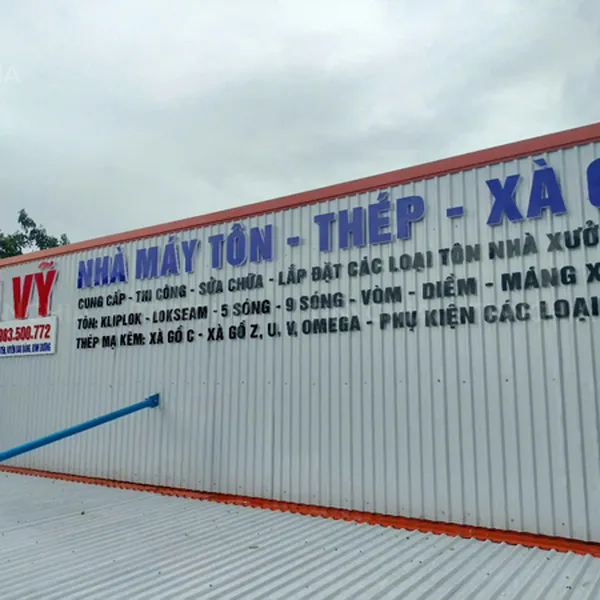 VỸ
NHÀ MÁY TÔN - THÉP - XÀ G
CUNG CẤP - THI CÔNG - SỬA CHỮA - LẮP ĐẶT CÁC LOẠI TÔN NHÀ XƯỞ
TÔN: KLIPLOK - LOKSEAM - 5 SÓNG - 9 SÓNG - VÒM - DIỀM - MÁNG X
THÉP MẠ KẼM: XÀ GỒ C - XÀ GỒ Z, U, V, OMEGA - PHỤ KIỆN CÁC LOẠI
983.500.772